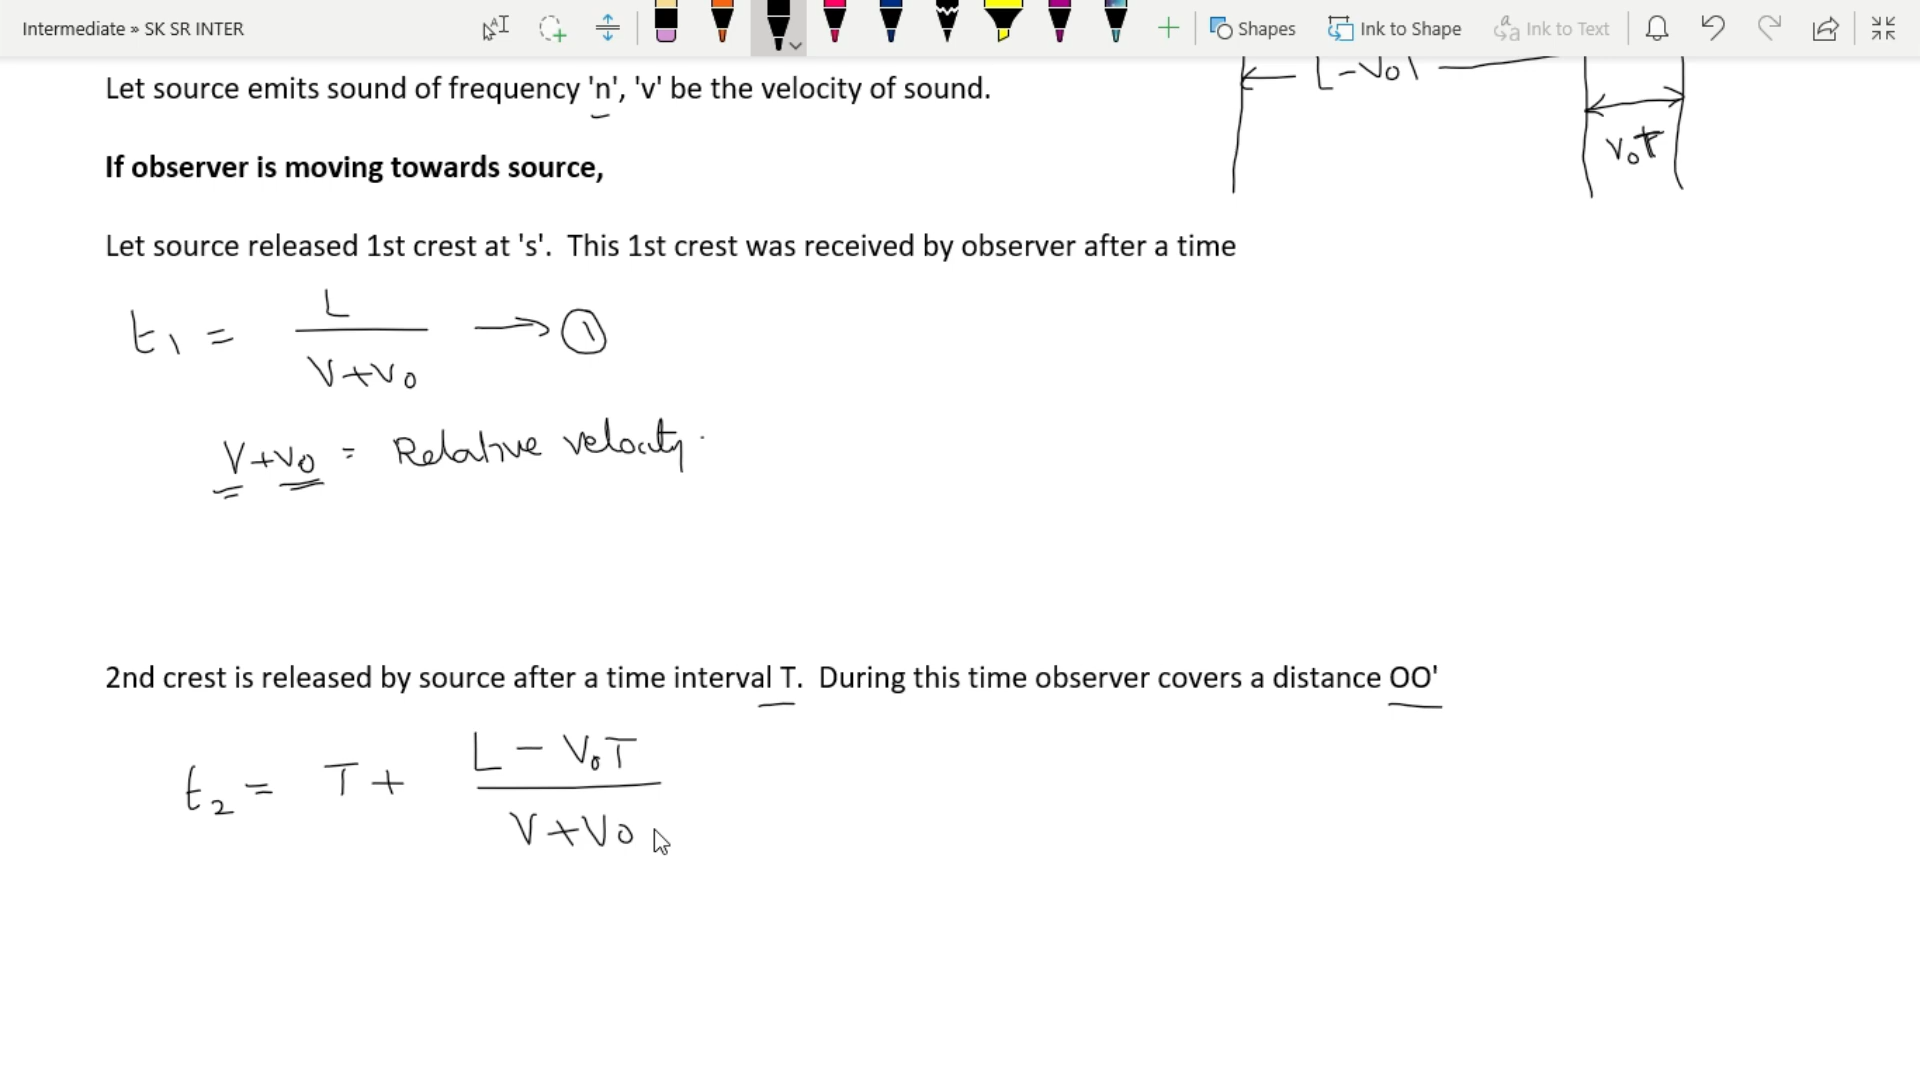 Intermediate » SK SR INTER
Shapes
Ink to Shape
Ink to Text
Let source emits sound of frequency 'n', 'v' be the velocity of sound.
L-V₀T
V₀T
If observer is moving towards source,
Let source released 1st crest at 's'.  This 1st crest was received by observer after a time
t₁ = L / (V+V₀) → ①
V+V₀ = Relative velocity.
2nd crest is released by source after a time interval T.  During this time observer covers a distance OO'
t₂ = T + (L - V₀T) / (V+V₀)